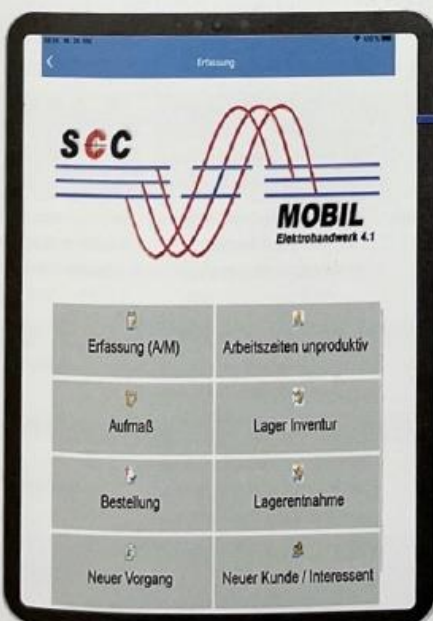 100%
Erfassung
SCC
MOBIL
Elektrohandwerk 4.1
Erfassung (A/M)
Arbeitszeiten unproduktiv
Aufmaß
Lager Inventur
Bestellung
Lagerentnahme
Neuer Vorgang
Neuer Kunde / Interessent